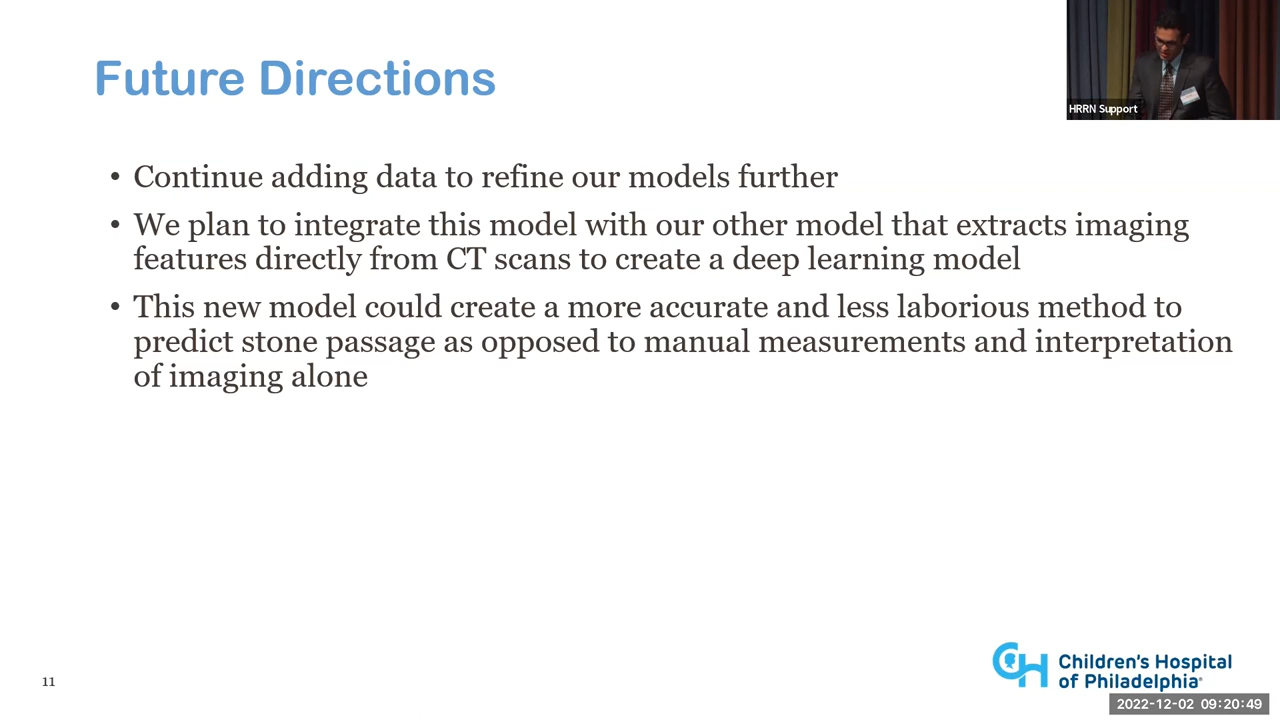 Future Directions
HRRN Support
• Continue adding data to refine our models further
• We plan to integrate this model with our other model that extracts imaging
features directly from CT scans to create a deep learning model
• This new model could create a more accurate and less laborious method to
predict stone passage as opposed to manual measurements and interpretation
of imaging alone
11
CH
Children's Hospital
of Philadelphia
2022-12-02 09:20:49